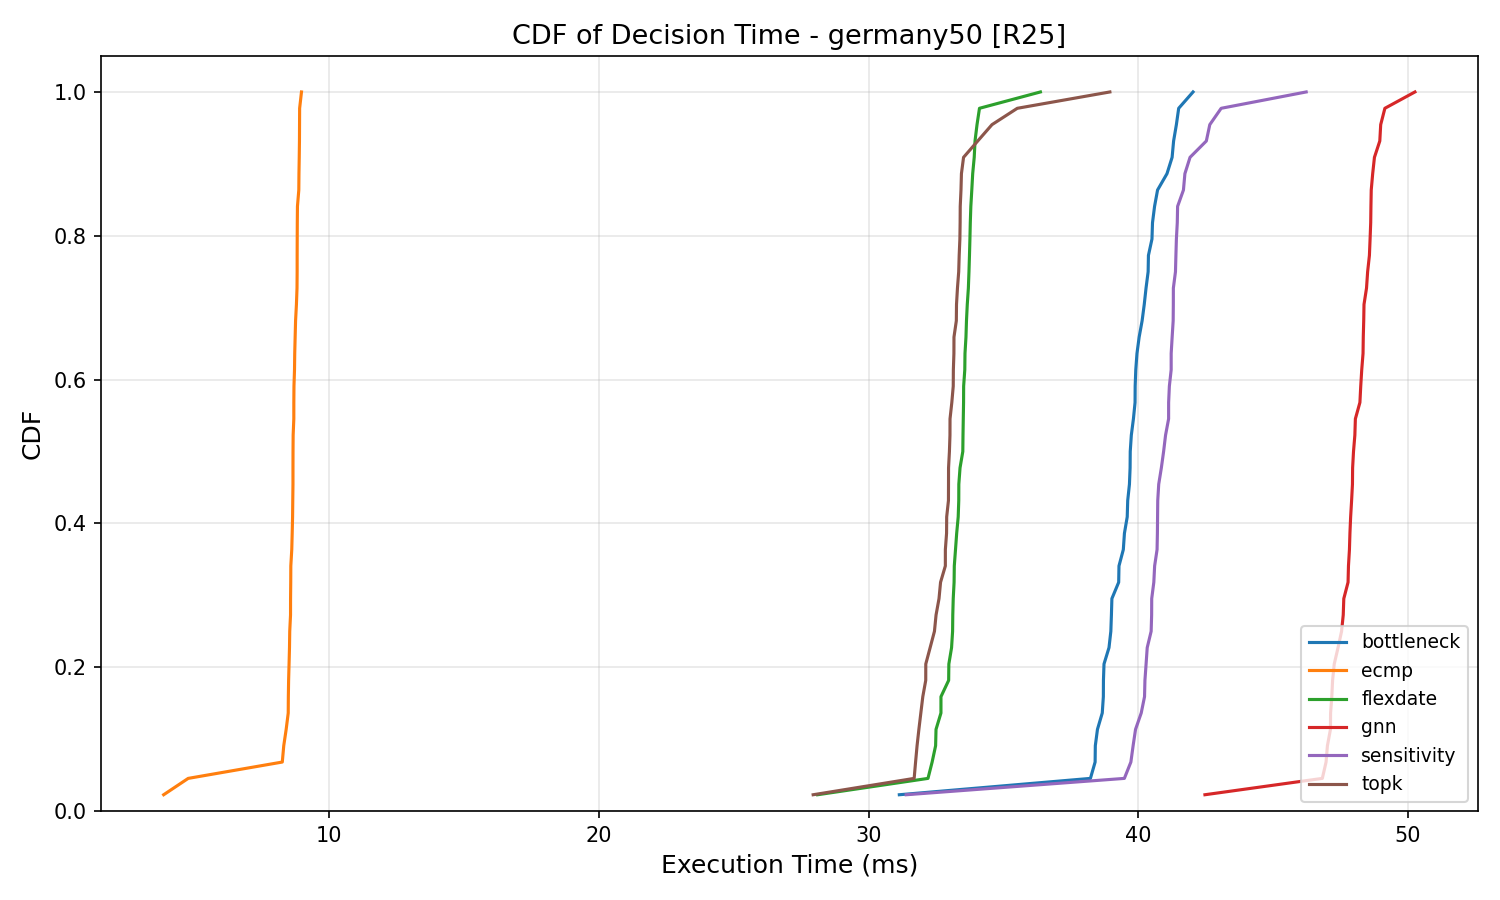 CDF of Decision Time - germany50 [R25]
1.0
0.8
0.6
0.4
0.2
0.0
CDF
10 20 30 40 50
Execution Time (ms)
bottleneck
ecmp
flexdate
gnn
sensitivity
topk